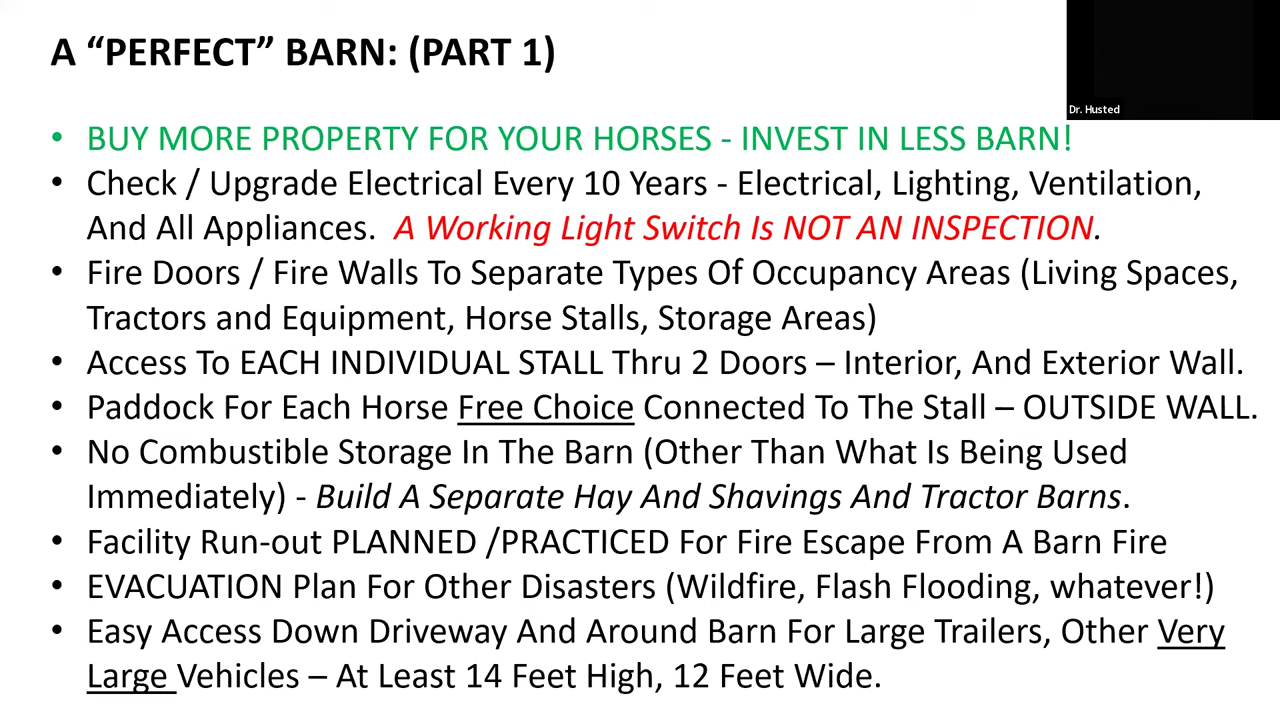 A “PERFECT” BARN: (PART 1)
Dr. Husted
• BUY MORE PROPERTY FOR YOUR HORSES - INVEST IN LESS BARN!
• Check / Upgrade Electrical Every 10 Years - Electrical, Lighting, Ventilation,
And All Appliances. A Working Light Switch Is NOT AN INSPECTION.
• Fire Doors / Fire Walls To Separate Types Of Occupancy Areas (Living Spaces,
Tractors and Equipment, Horse Stalls, Storage Areas)
• Access To EACH INDIVIDUAL STALL Thru 2 Doors – Interior, And Exterior Wall.
• Paddock For Each Horse Free Choice Connected To The Stall – OUTSIDE WALL.
• No Combustible Storage In The Barn (Other Than What Is Being Used
Immediately) - Build A Separate Hay And Shavings And Tractor Barns.
• Facility Run-out PLANNED /PRACTICED For Fire Escape From A Barn Fire
• EVACUATION Plan For Other Disasters (Wildfire, Flash Flooding, whatever!)
• Easy Access Down Driveway And Around Barn For Large Trailers, Other Very
Large Vehicles – At Least 14 Feet High, 12 Feet Wide.